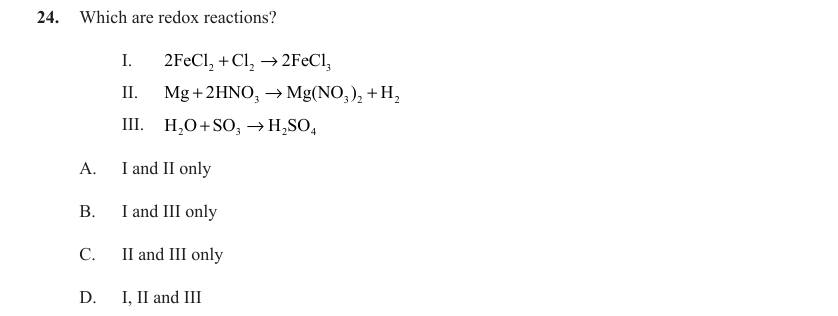 24. Which are redox reactions?
I. 2FeCl₂ + Cl₂ → 2FeCl₃
II. Mg + 2HNO₃ → Mg(NO₃)₂ + H₂
III. H₂O + SO₃ → H₂SO₄
A. I and II only
B. I and III only
C. II and III only
D. I, II and III